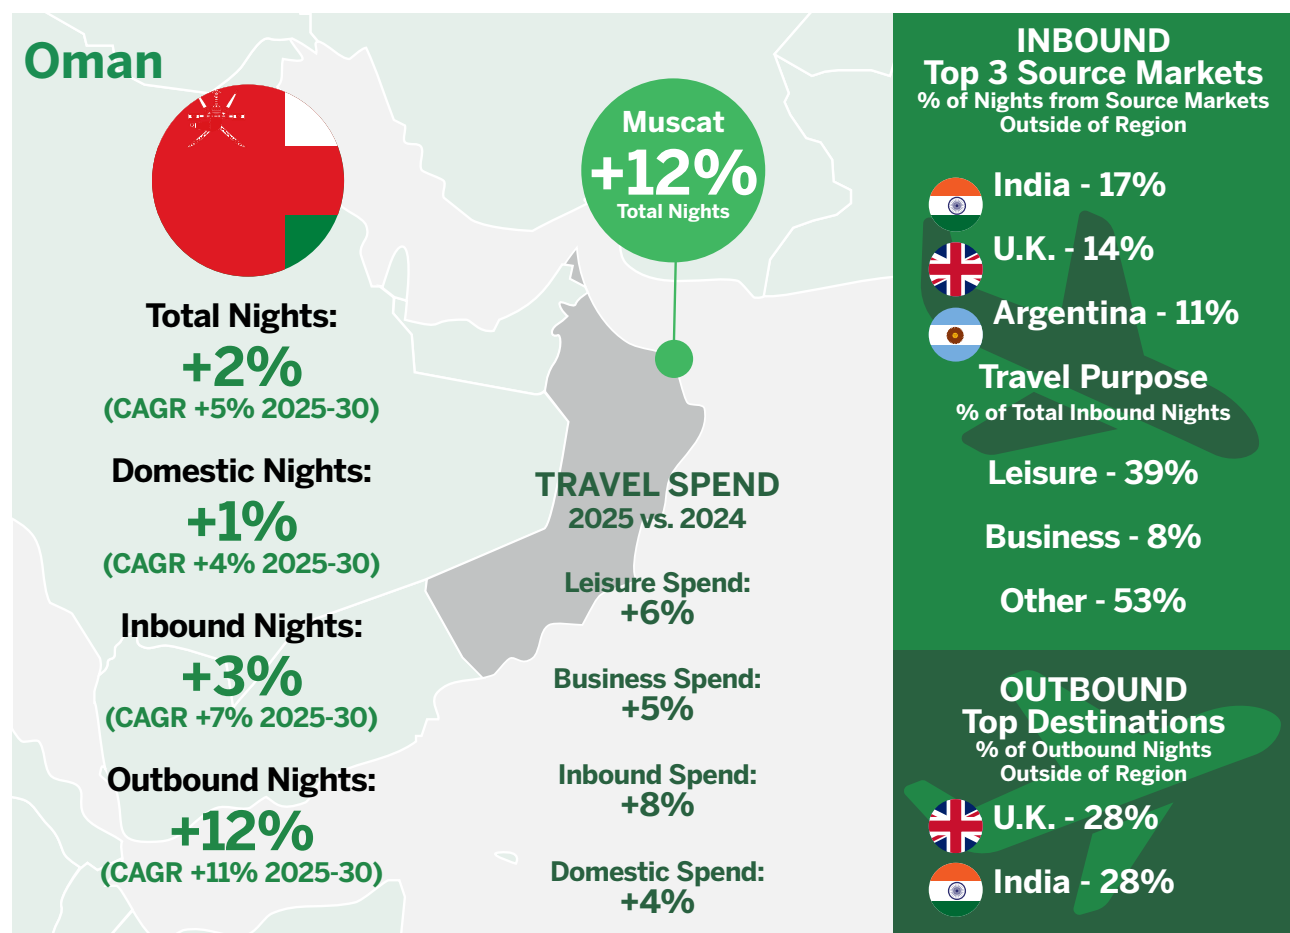 Oman
Total Nights:
+2%
(CAGR +5% 2025-30)
Domestic Nights:
+1%
(CAGR +4% 2025-30)
Inbound Nights:
+3%
(CAGR +7% 2025-30)
Outbound Nights:
+12%
(CAGR +11% 2025-30)
Muscat
+12%
Total Nights
TRAVEL SPEND
2025 vs. 2024
Leisure Spend:
+6%
Business Spend:
+5%
Inbound Spend:
+8%
Domestic Spend:
+4%
INBOUND
Top 3 Source Markets
% of Nights from Source Markets
Outside of Region
India - 17%
U.K. - 14%
Argentina - 11%
Travel Purpose
% of Total Inbound Nights
Leisure - 39%
Business - 8%
Other - 53%
OUTBOUND
Top Destinations
% of Outbound Nights
Outside of Region
U.K. - 28%
India - 28%